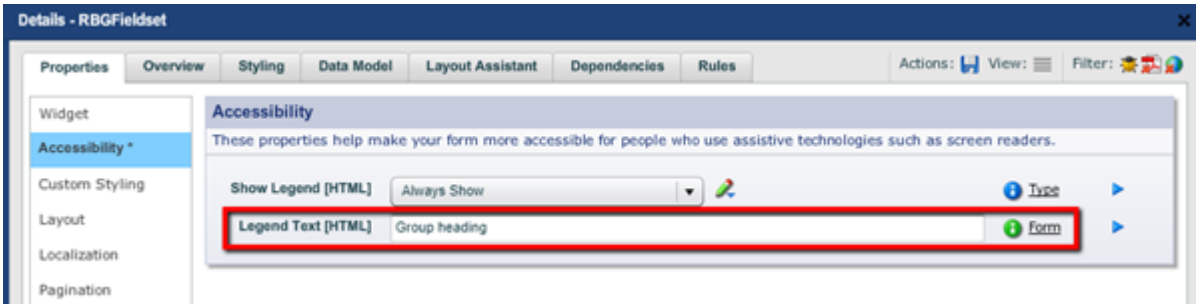 Details - RBGFieldset
Properties Overview Styling Data Model Layout Assistant Dependencies Rules Actions: View: Filter:
Widget
Accessibility *
Custom Styling
Layout
Localization
Pagination
Accessibility
These properties help make your form more accessible for people who use assistive technologies such as screen readers.
Show Legend [HTML] Always Show Type
Legend Text [HTML] Group heading Form